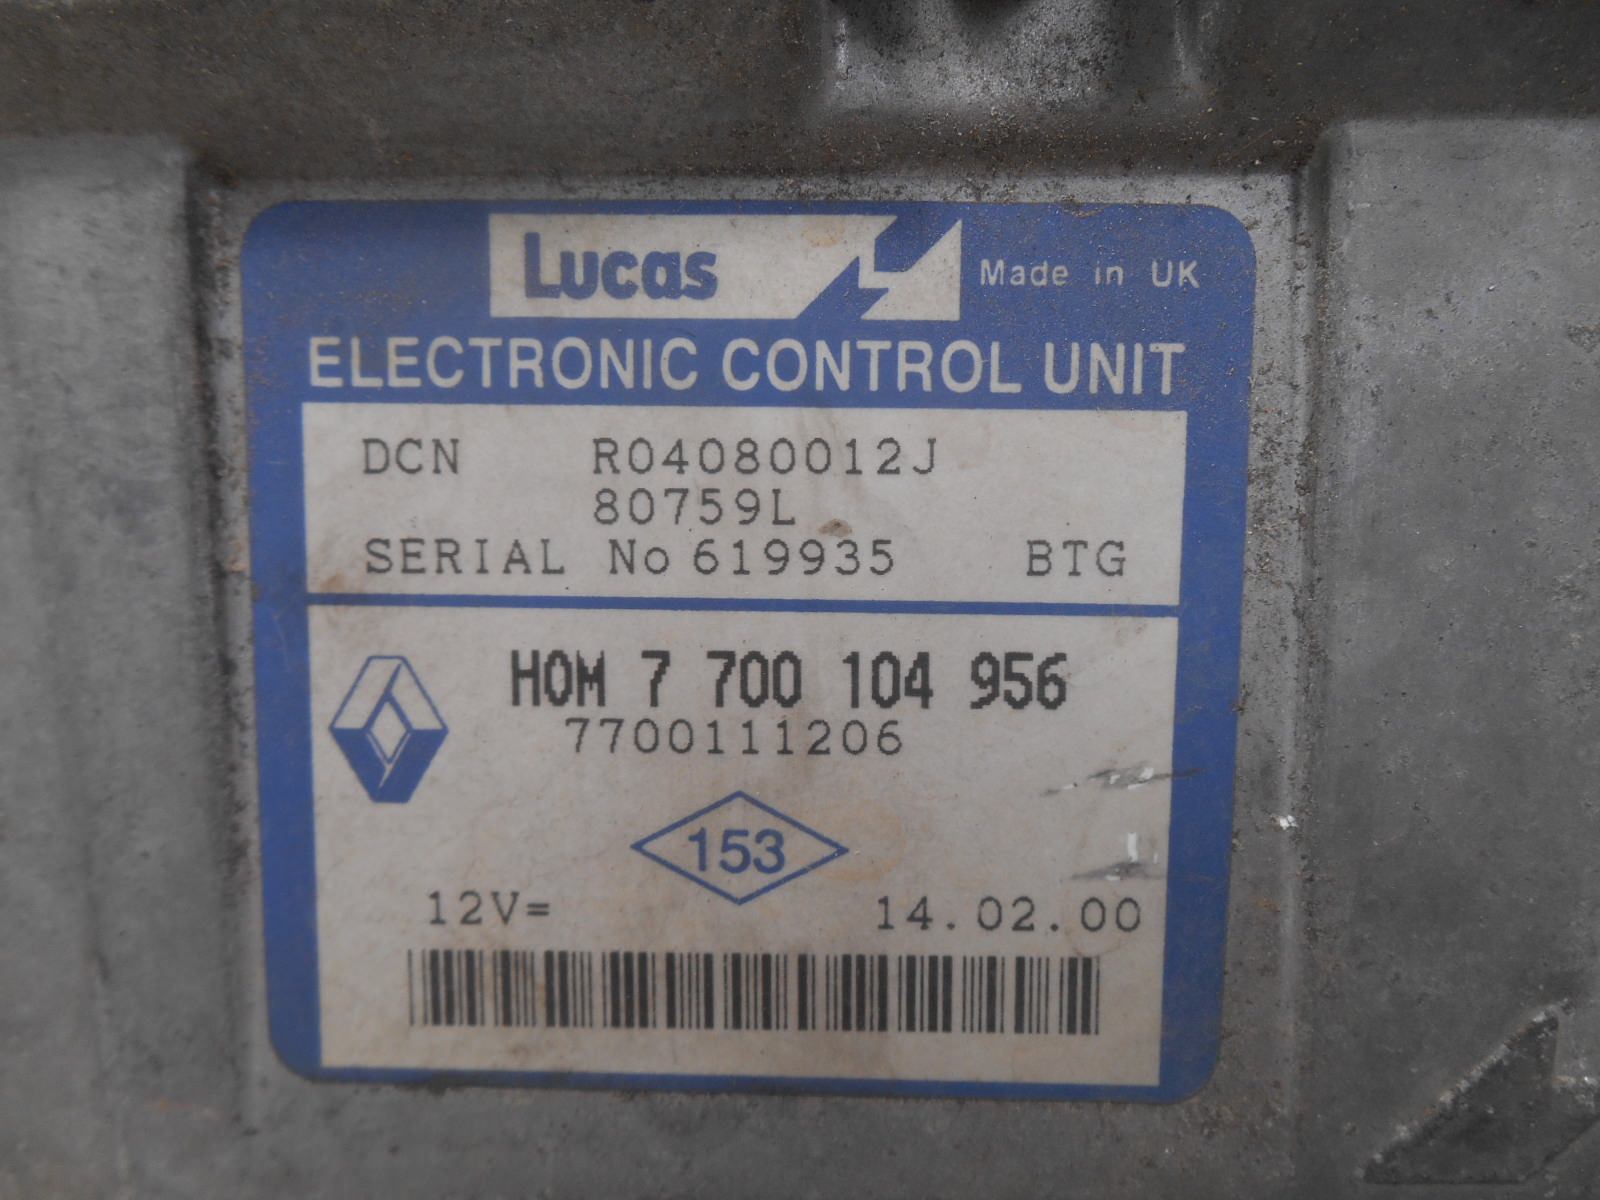 Lucas Made in UK
ELECTRONIC CONTROL UNIT
DCN R04080012J
80759L
SERIAL No 619935 BTG
HOM 7 700 104 956
7700111206
153
12V= 14.02.00